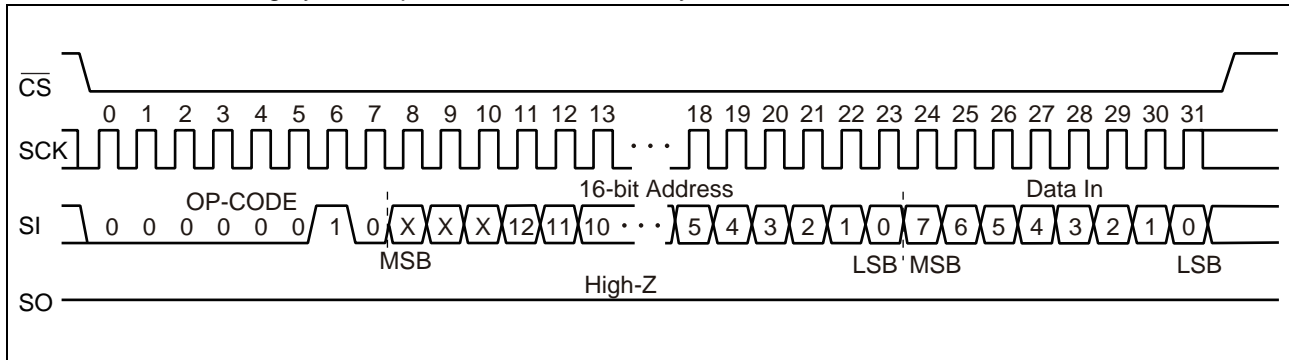 CS
0 1 2 3 4 5 6 7 8 9 10 11 12 13 18 19 20 21 22 23 24 25 26 27 28 29 30 31
SCK ···
OP-CODE 16-bit Address Data In
SI 0 0 0 0 0 0 1 0 X X X 12 11 10 ··· 5 4 3 2 1 0 7 6 5 4 3 2 1 0
MSB LSB MSB LSB
High-Z
SO